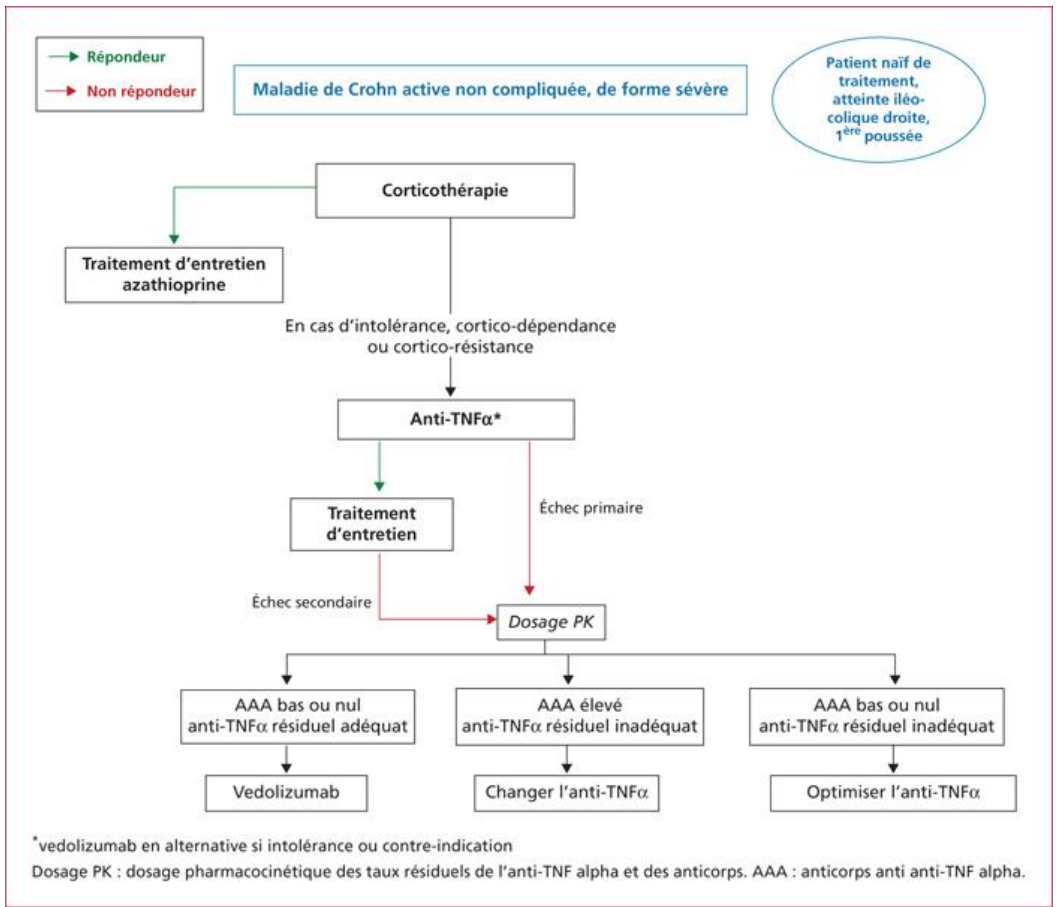 Répondeur
Non répondeur
Maladie de Crohn active non compliquée, de forme sévère
Patient naïf de
traitement,
atteinte iléo-
colique droite,
1ère poussée
Corticothérapie
Traitement d'entretien
azathioprine
En cas d'intolérance, cortico-dépendance
ou cortico-résistance
Anti-TNFα*
Traitement
d'entretien
Échec primaire
Échec secondaire
Dosage PK
AAA bas ou nul
anti-TNFα résiduel adéquat
AAA élevé
anti-TNFα résiduel inadéquat
AAA bas ou nul
anti-TNFα résiduel inadéquat
Vedolizumab
Changer l'anti-TNFα
Optimiser l'anti-TNFα
*vedolizumab en alternative si intolérance ou contre-indication
Dosage PK : dosage pharmacocinétique des taux résiduels de l'anti-TNF alpha et des anticorps. AAA : anticorps anti anti-TNF alpha.